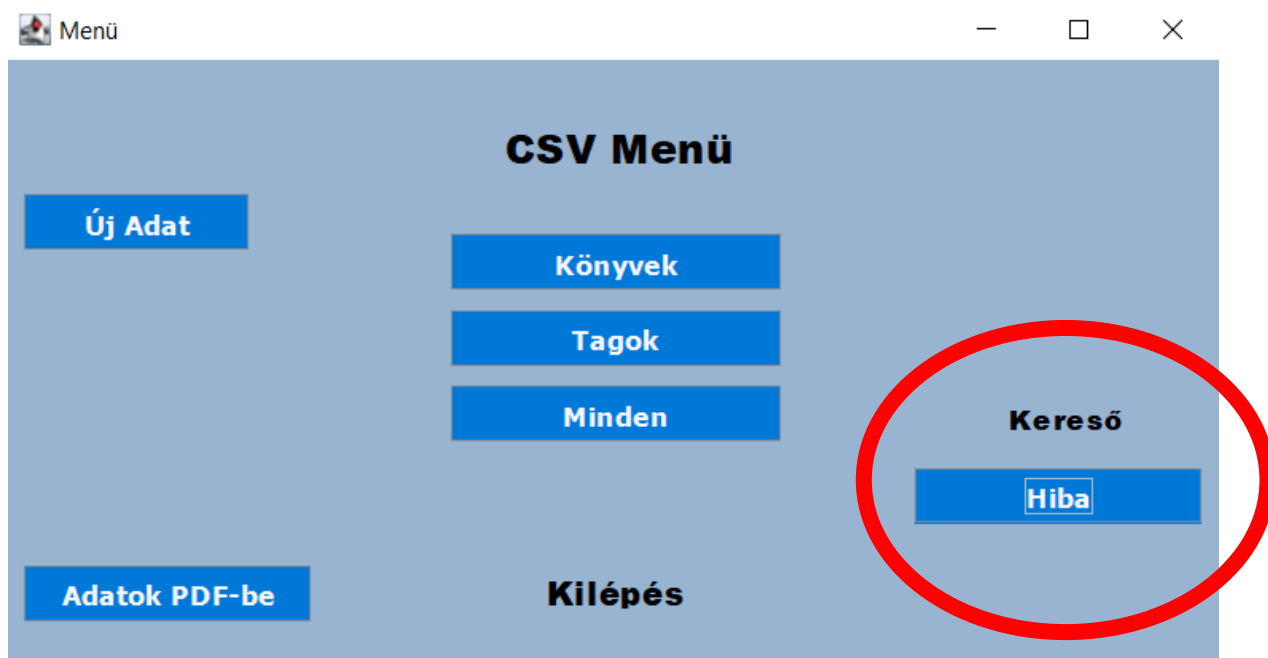 Menü
CSV Menü
Új Adat
Könyvek
Tagok
Minden
Kereső
Hiba
Adatok PDF-be
Kilépés